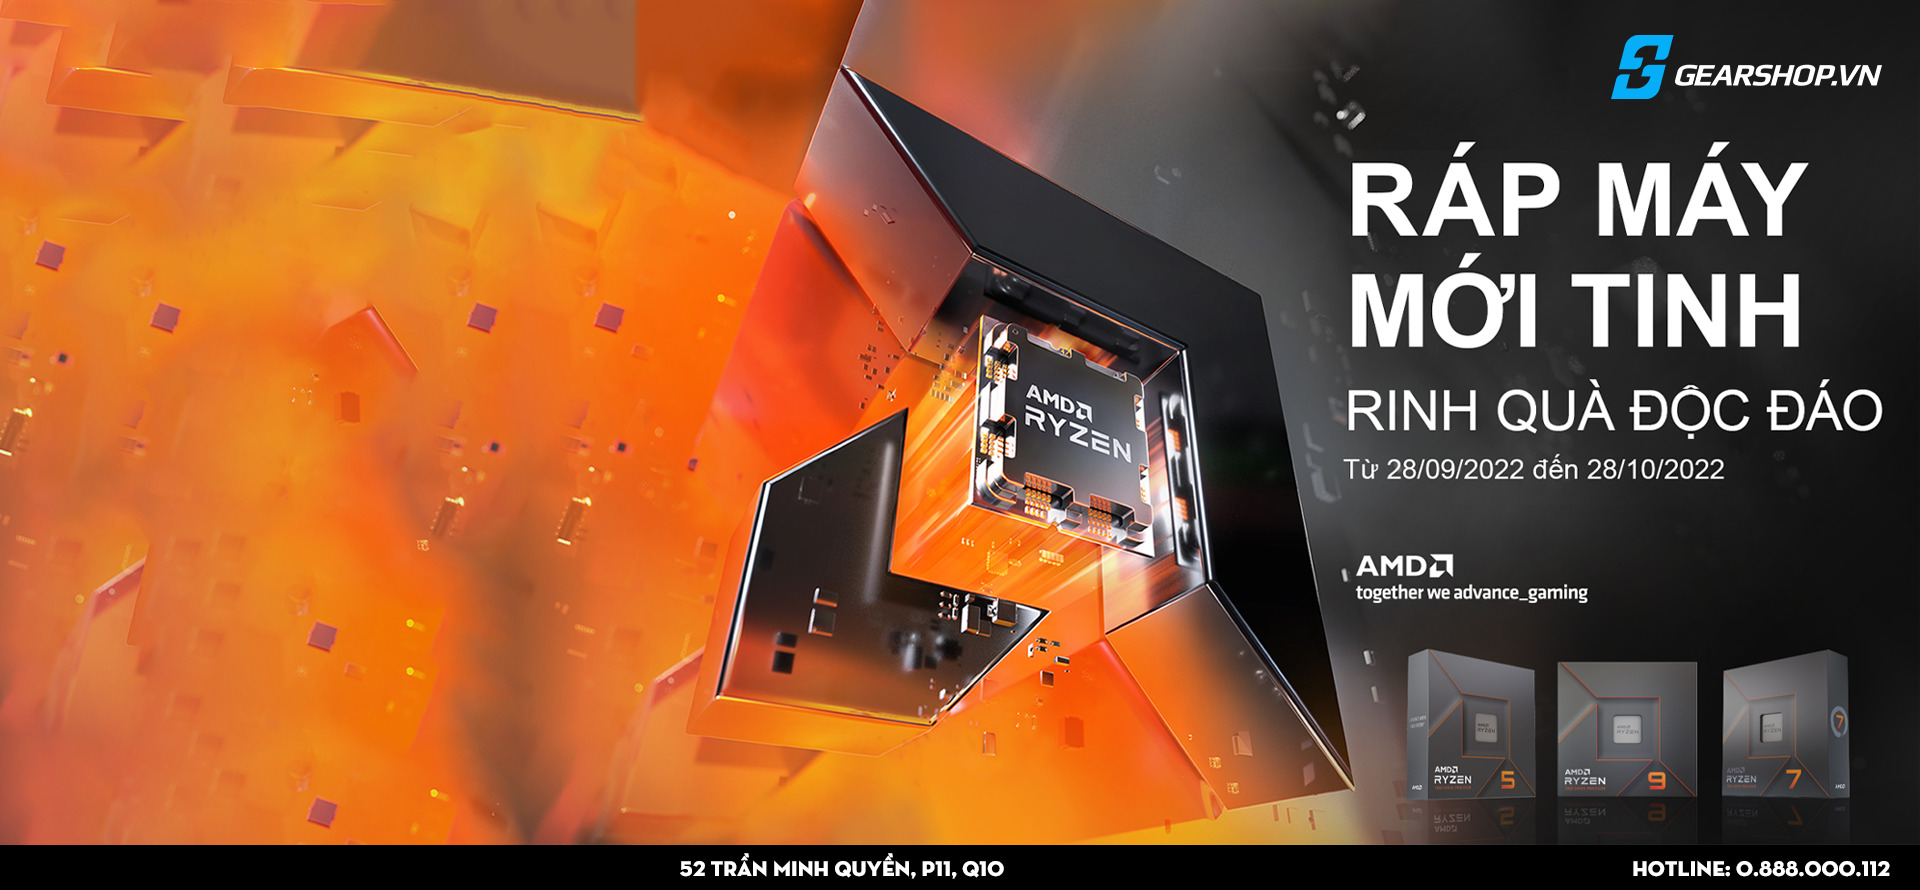 GEARSHOP.VN
RÁP MÁY
MỚI TINH
RINH QUÀ ĐỘC ĐÁO
Từ 28/09/2022 đến 28/10/2022
AMD
RYZEN
AMD
together we advance_gaming
AMD
RYZEN 5
AMD
RYZEN 9
AMD
RYZEN 7
52 TRẦN MINH QUYỀN, P11, Q10
HOTLINE: 0.888.000.112